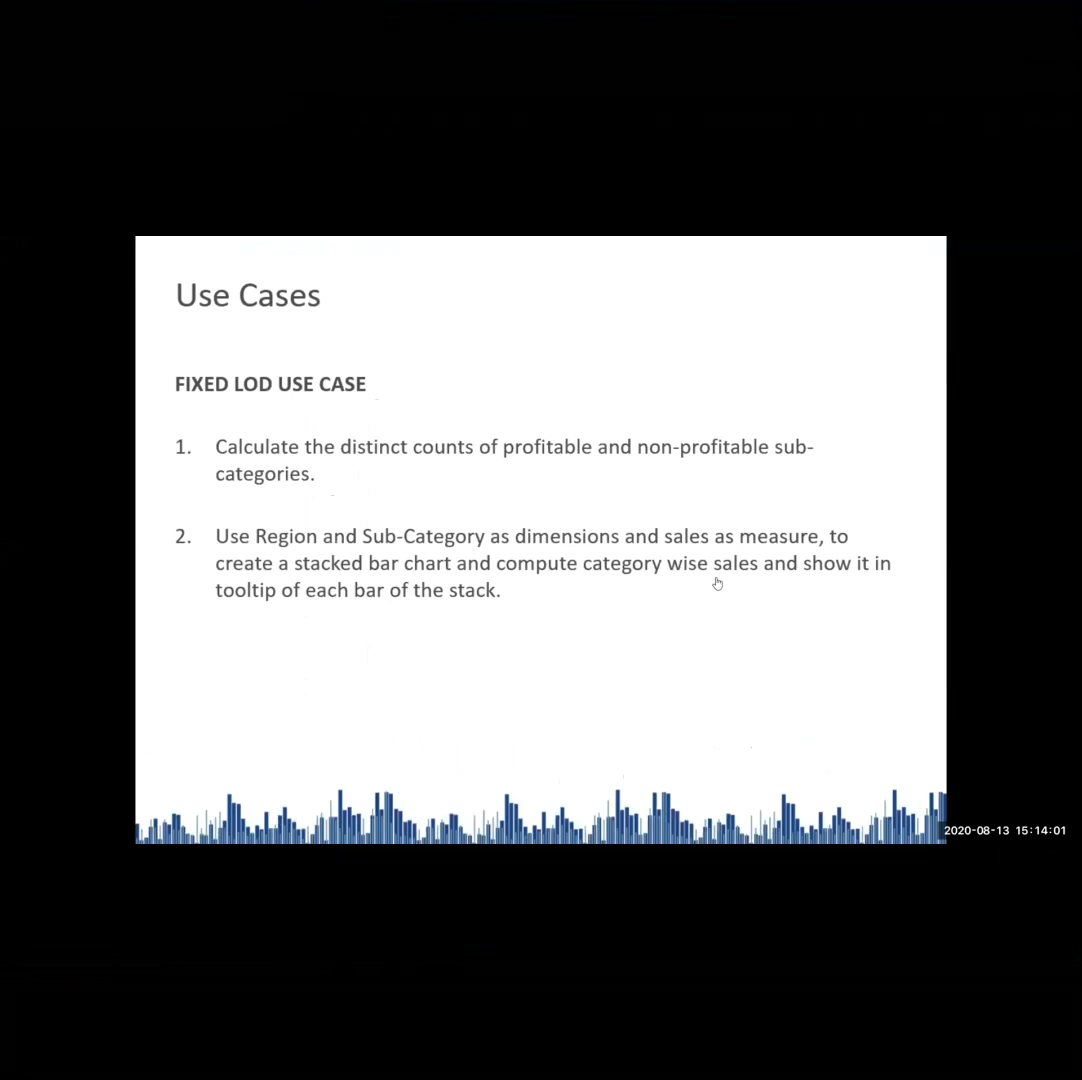 Use Cases
FIXED LOD USE CASE
1. Calculate the distinct counts of profitable and non-profitable sub-
categories.
2. Use Region and Sub-Category as dimensions and sales as measure, to
create a stacked bar chart and compute category wise sales and show it in
tooltip of each bar of the stack.
2020-08-13 15:14:01